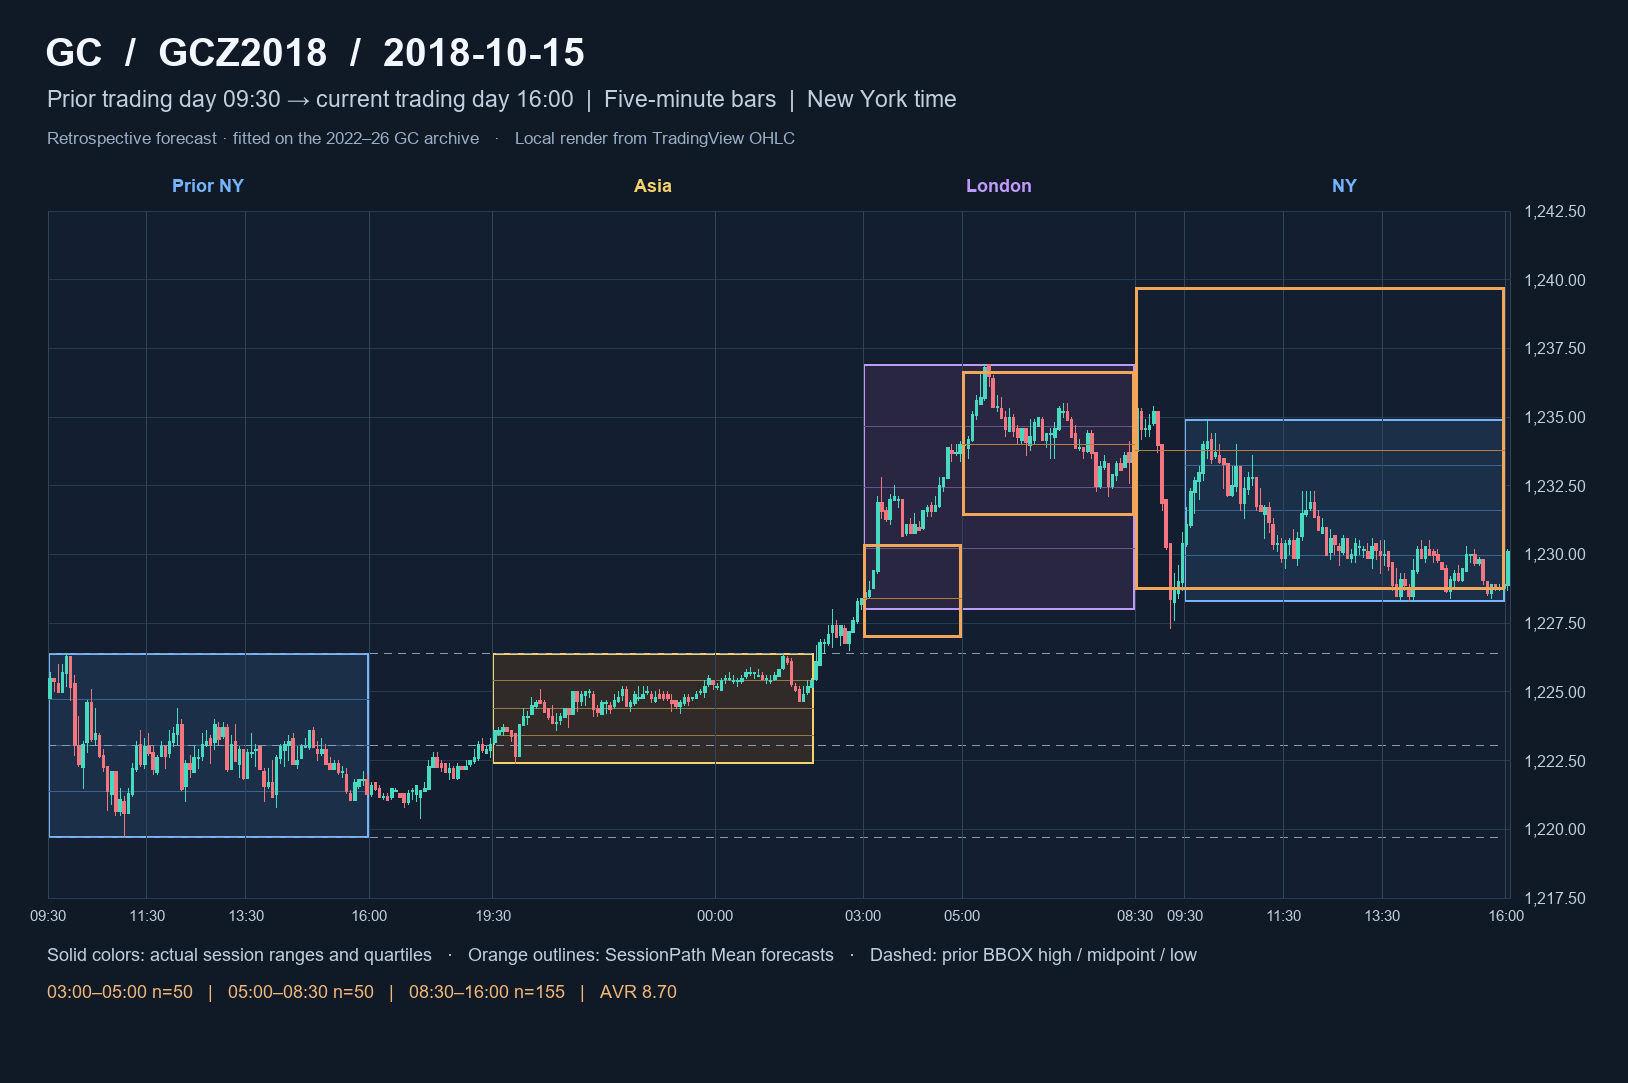 GC / GCZ2018 / 2018-10-15
Prior trading day 09:30 → current trading day 16:00 | Five-minute bars | New York time
Retrospective forecast · fitted on the 2022–26 GC archive · Local render from TradingView OHLC
Prior NY Asia London NY
1,242.50
1,240.00
1,237.50
1,235.00
1,232.50
1,230.00
1,227.50
1,225.00
1,222.50
1,220.00
1,217.50
09:30 11:30 13:30 16:00 19:30 00:00 03:00 05:00 08:30 09:30 11:30 13:30 16:00
Solid colors: actual session ranges and quartiles · Orange outlines: SessionPath Mean forecasts · Dashed: prior BBOX high / midpoint / low
03:00–05:00 n=50 | 05:00–08:30 n=50 | 08:30–16:00 n=155 | AVR 8.70